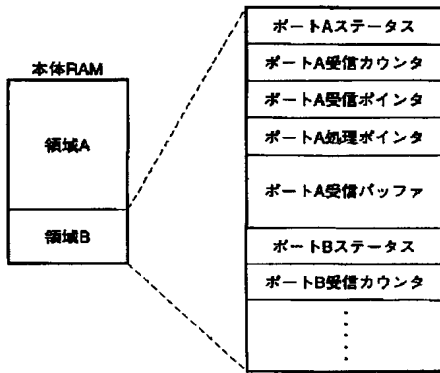 本体RAM
領域A
領域B
ポートAステータス
ポートA受信カウンタ
ポートA受信ポインタ
ポートA処理ポインタ
ポートA受信バッファ
ポートBステータス
ポートB受信カウンタ